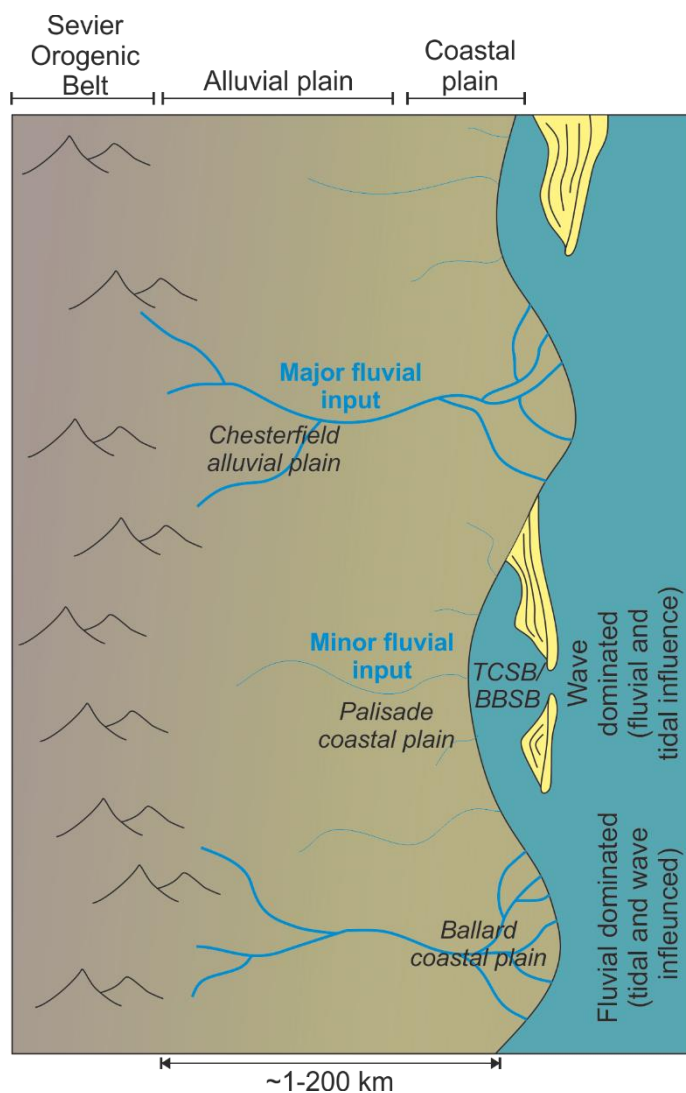 Sevier
Orogenic
Belt
Alluvial plain
Coastal
plain
Major fluvial
input
Chesterfield
alluvial plain
Minor fluvial
input
Palisade
coastal plain
TCSB/
BBSB
Wave
dominated
(fluvial and
tidal influence)
Ballard
coastal plain
Fluvial dominated
(tidal and wave
infleunced)
~1-200 km